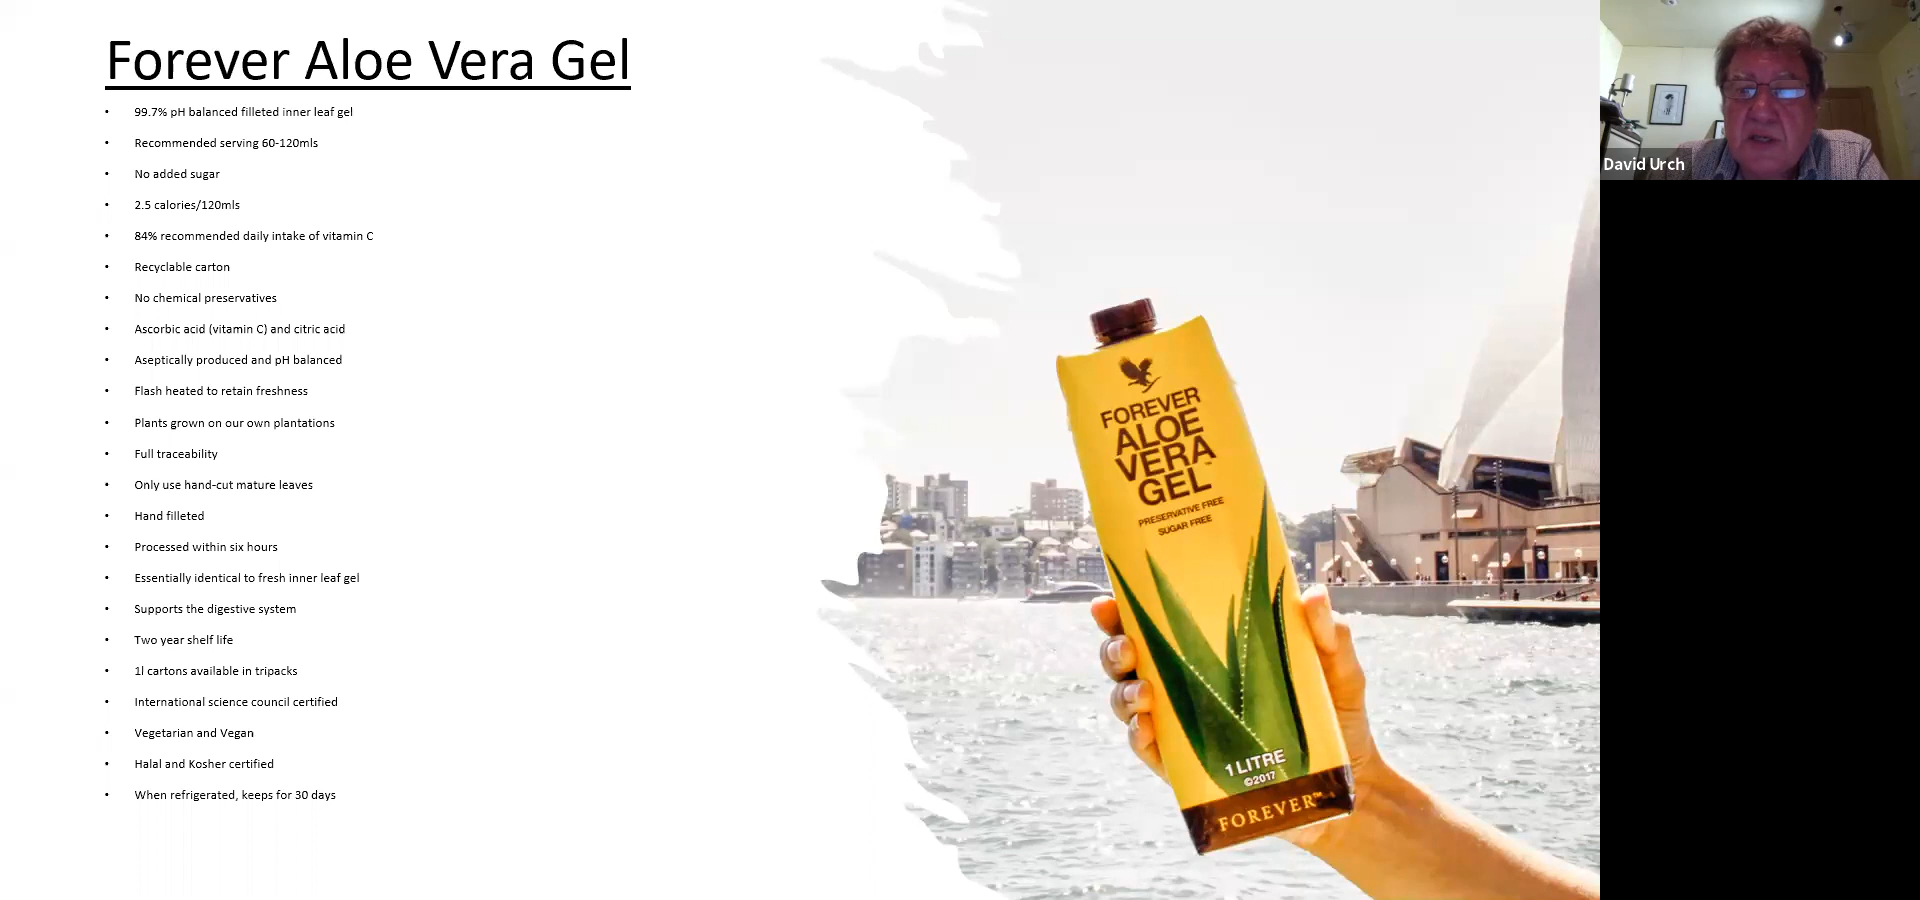 Forever Aloe Vera Gel
• 99.7% pH balanced filleted inner leaf gel
• Recommended serving 60-120mls
• No added sugar
• 2.5 calories/120mls
• 84% recommended daily intake of vitamin C
• Recyclable carton
• No chemical preservatives
• Ascorbic acid (vitamin C) and citric acid
• Aseptically produced and pH balanced
• Flash heated to retain freshness
• Plants grown on our own plantations
• Full traceability
• Only use hand-cut mature leaves
• Hand filleted
• Processed within six hours
• Essentially identical to fresh inner leaf gel
• Supports the digestive system
• Two year shelf life
• 1l cartons available in tripacks
• International science council certified
• Vegetarian and Vegan
• Halal and Kosher certified
• When refrigerated, keeps for 30 days
FOREVER
ALOE
VERA
GEL™
PRESERVATIVE FREE
SUGAR FREE
1 LITRE
©2017
FOREVER™
David Urch